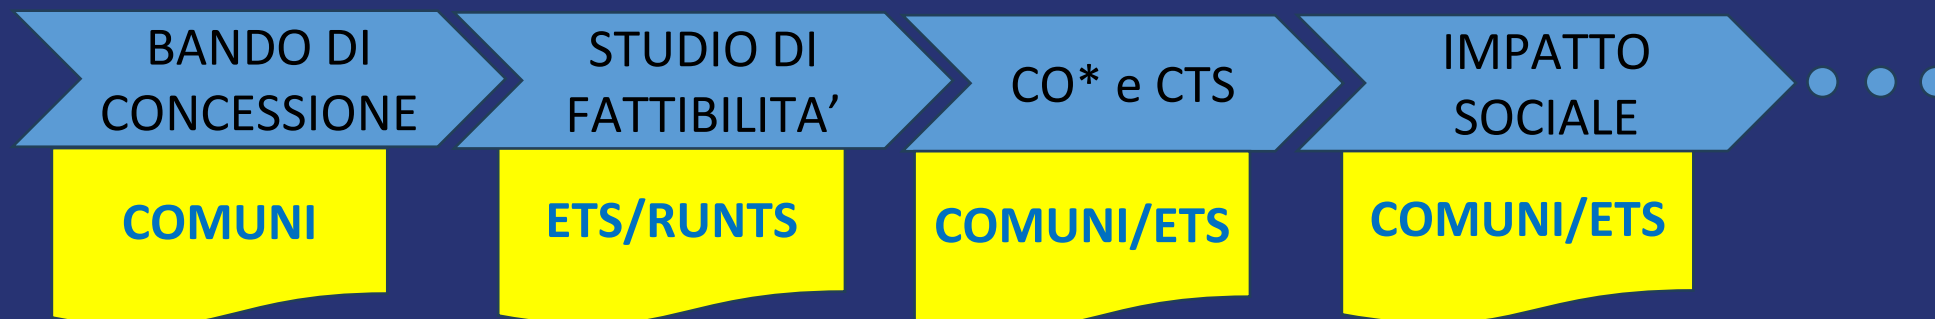 BANDO DI
CONCESSIONE
STUDIO DI
FATTIBILITA’
CO* e CTS
IMPATTO
SOCIALE
COMUNI
ETS/RUNTS
COMUNI/ETS
COMUNI/ETS